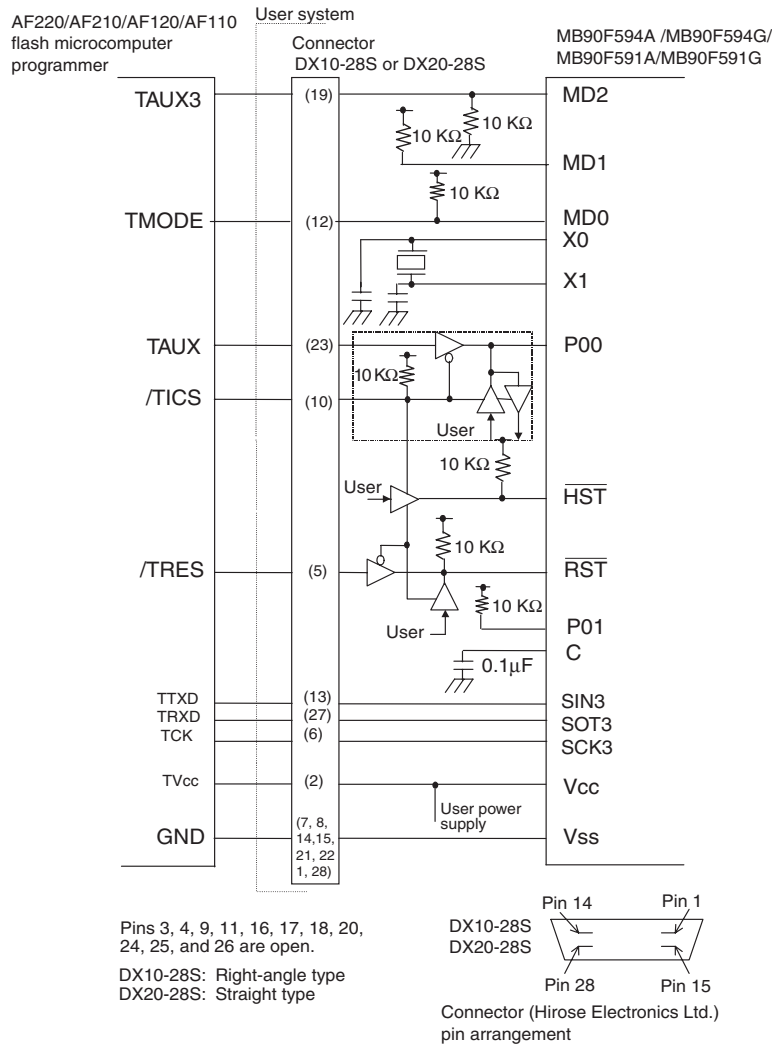 AF220/AF210/AF120/AF110
flash microcomputer
programmer
User system
Connector
DX10-28S or DX20-28S
MB90F594A /MB90F594G/
MB90F591A/MB90F591G
TAUX3
(19)
MD2
10 KΩ
10 KΩ
MD1
10 KΩ
TMODE
(12)
MD0
X0
X1
TAUX
(23)
P00
10 KΩ
/TICS
(10)
User
10 KΩ
User
HST
10 KΩ
/TRES
(5)
RST
10 KΩ
User
P01
C
0.1µF
TTXD
(13)
SIN3
TRXD
(27)
SOT3
TCK
(6)
SCK3
TVcc
(2)
Vcc
User power
supply
GND
(7, 8,
14,15,
21, 22
1, 28)
Vss
Pins 3, 4, 9, 11, 16, 17, 18, 20,
24, 25, and 26 are open.
DX10-28S: Right-angle type
DX20-28S: Straight type
Pin 14
Pin 1
DX10-28S
DX20-28S
Pin 28
Pin 15
Connector (Hirose Electronics Ltd.)
pin arrangement